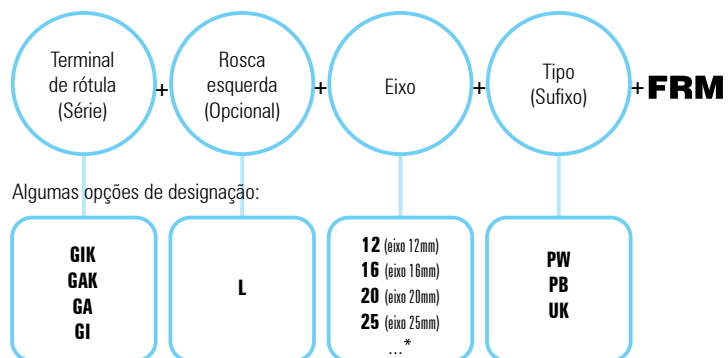 Terminal
de rótula
(Série)
+
Rosca
esquerda
(Opcional)
+
Eixo
+
Tipo
(Sufixo)
+FRM
Algumas opções de designação:
GIK
GAK
GA
GI
L
12 (eixo 12mm)
16 (eixo 16mm)
20 (eixo 20mm)
25 (eixo 25mm)
...*
PW
PB
UK